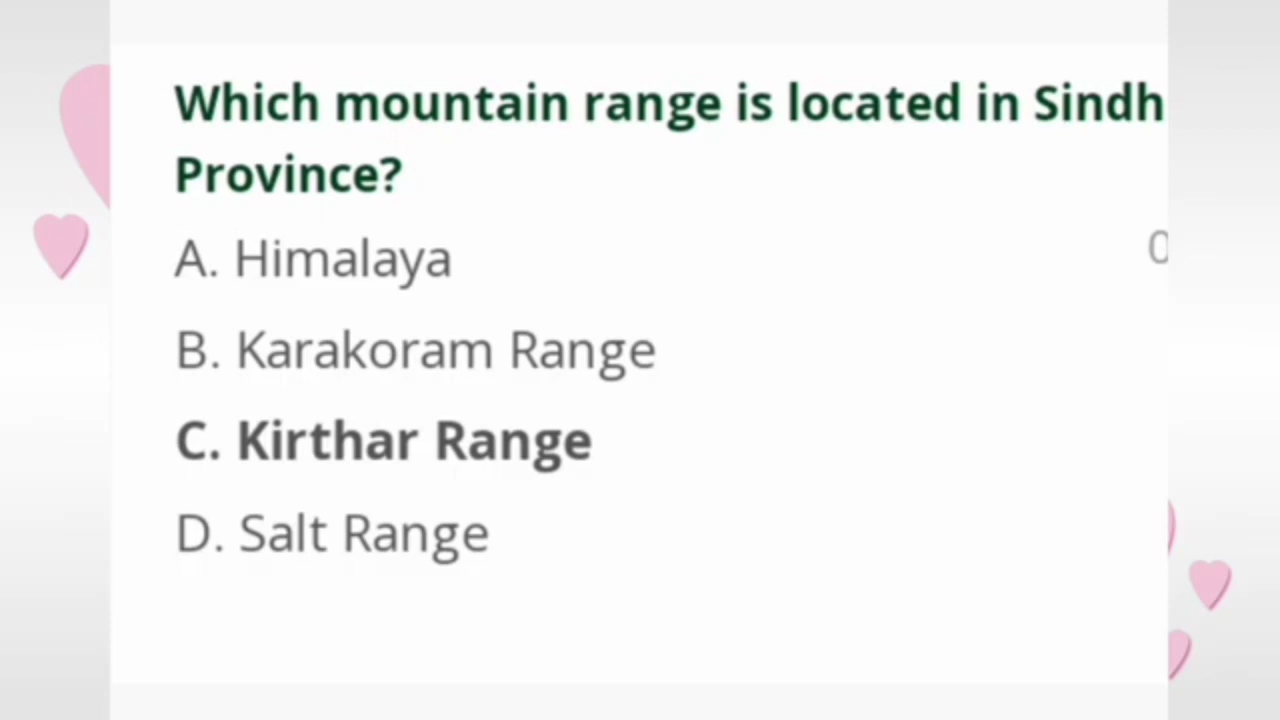 Which mountain range is located in Sindh
Province?
A. Himalaya
B. Karakoram Range
C. Kirthar Range
D. Salt Range